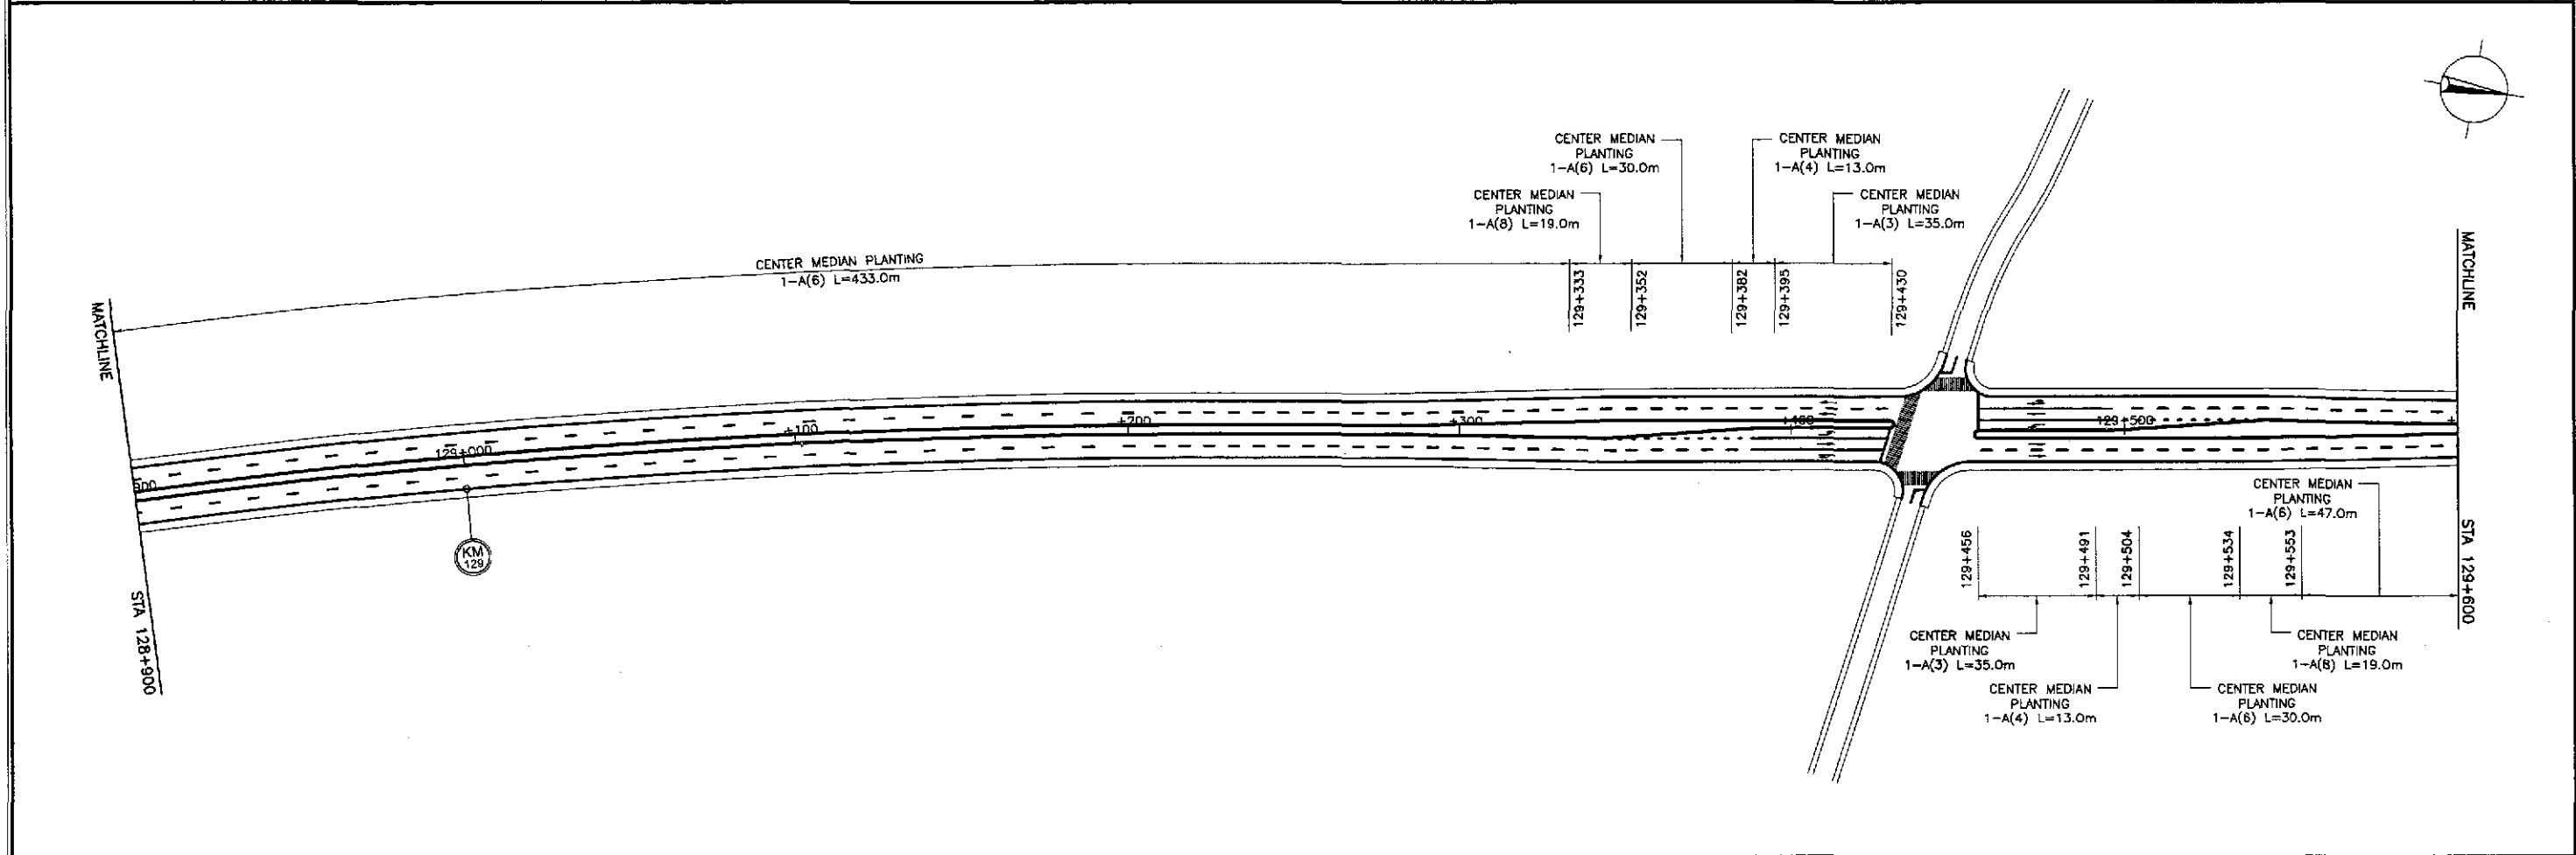 CENTER MEDIAN
PLANTING
1-A(6) L=30.0m
CENTER MEDIAN
PLANTING
1-A(4) L=13.0m
CENTER MEDIAN
PLANTING
1-A(8) L=19.0m
CENTER MEDIAN
PLANTING
1-A(3) L=35.0m
CENTER MEDIAN PLANTING
1-A(6) L=433.0m
129+333
129+352
129+382
129+395
129+430
MATCHLINE
STA 128+900
MATCHLINE
STA 129+600
900
129+000
+100
+200
+300
+400
129+500
KM
129
CENTER MEDIAN
PLANTING
1-A(6) L=47.0m
129+456
129+491
129+504
129+534
129+553
CENTER MEDIAN
PLANTING
1-A(3) L=35.0m
CENTER MEDIAN
PLANTING
1-A(8) L=19.0m
CENTER MEDIAN
PLANTING
1-A(4) L=13.0m
CENTER MEDIAN
PLANTING
1-A(6) L=30.0m